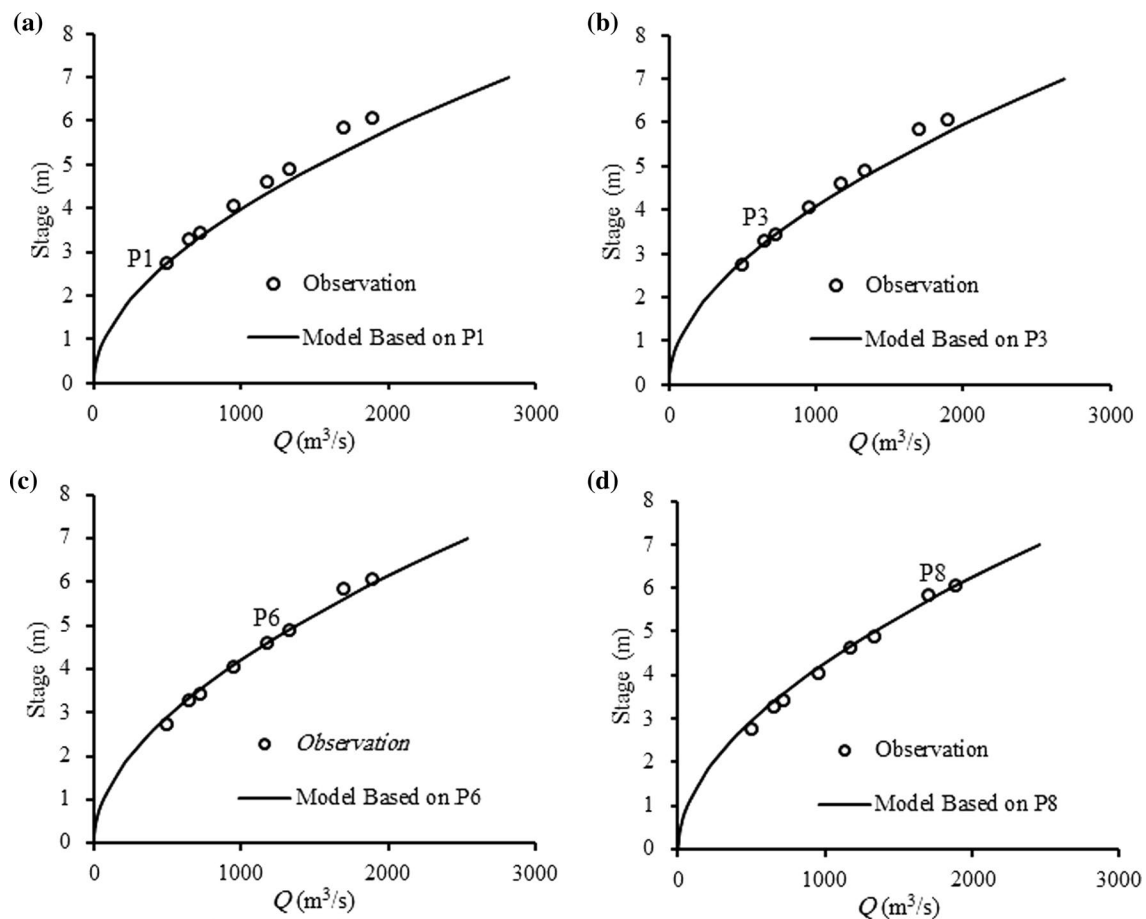 (a)
8
7
6
5
4
3
2
1
0
Stage (m)
P1
Observation
Model Based on P1
0 1000 2000 3000
Q (m³/s)
(b)
8
7
6
5
4
3
2
1
0
Stage (m)
P3
Observation
Model Based on P3
0 1000 2000 3000
Q (m³/s)
(c)
8
7
6
5
4
3
2
1
0
Stage (m)
P6
Observation
Model Based on P6
0 1000 2000 3000
Q (m³/s)
(d)
8
7
6
5
4
3
2
1
0
Stage (m)
P8
Observation
Model Based on P8
0 1000 2000 3000
Q (m³/s)